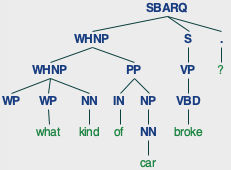 SBARQ
WHNP S .
WHNP PP VP ?
WP WP NN IN NP VBD
what kind of NN broke
car